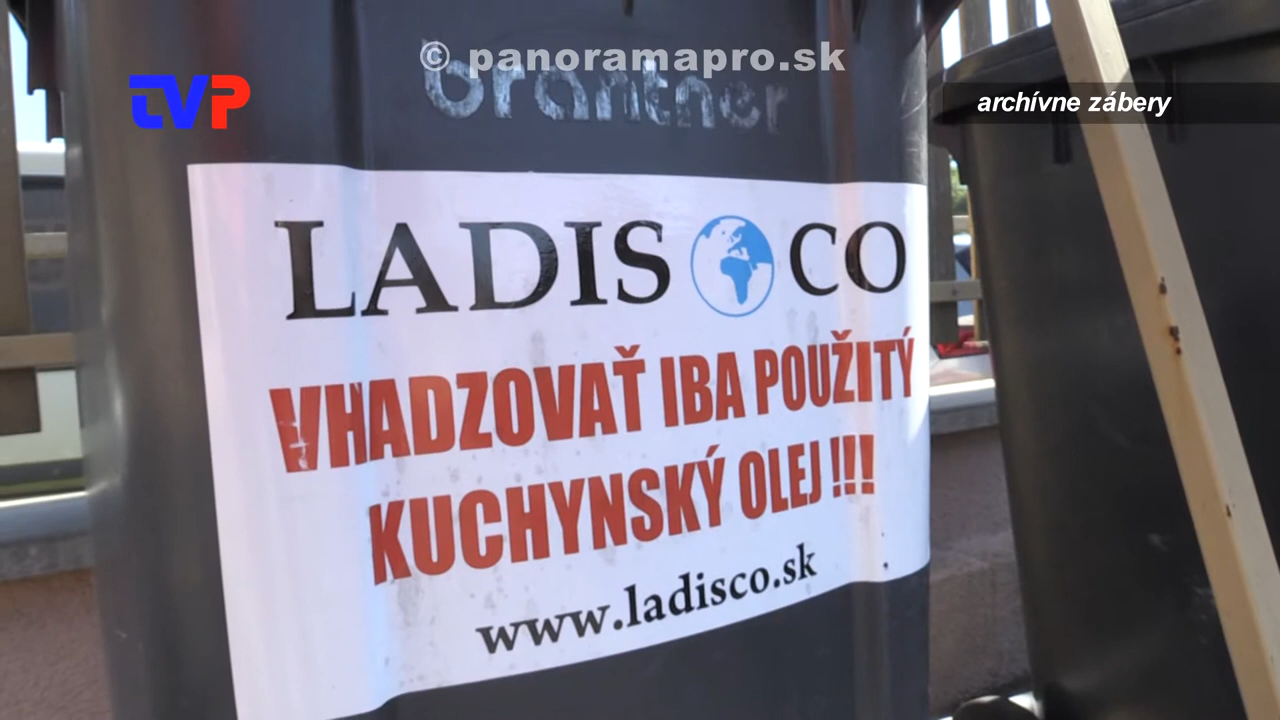 © panoramapro.sk
TVP
archívne zábery
brantner
LADIS CO
VHADZOVAŤ IBA POUŽITÝ
KUCHYNSKÝ OLEJ !!!
www.ladisco.sk